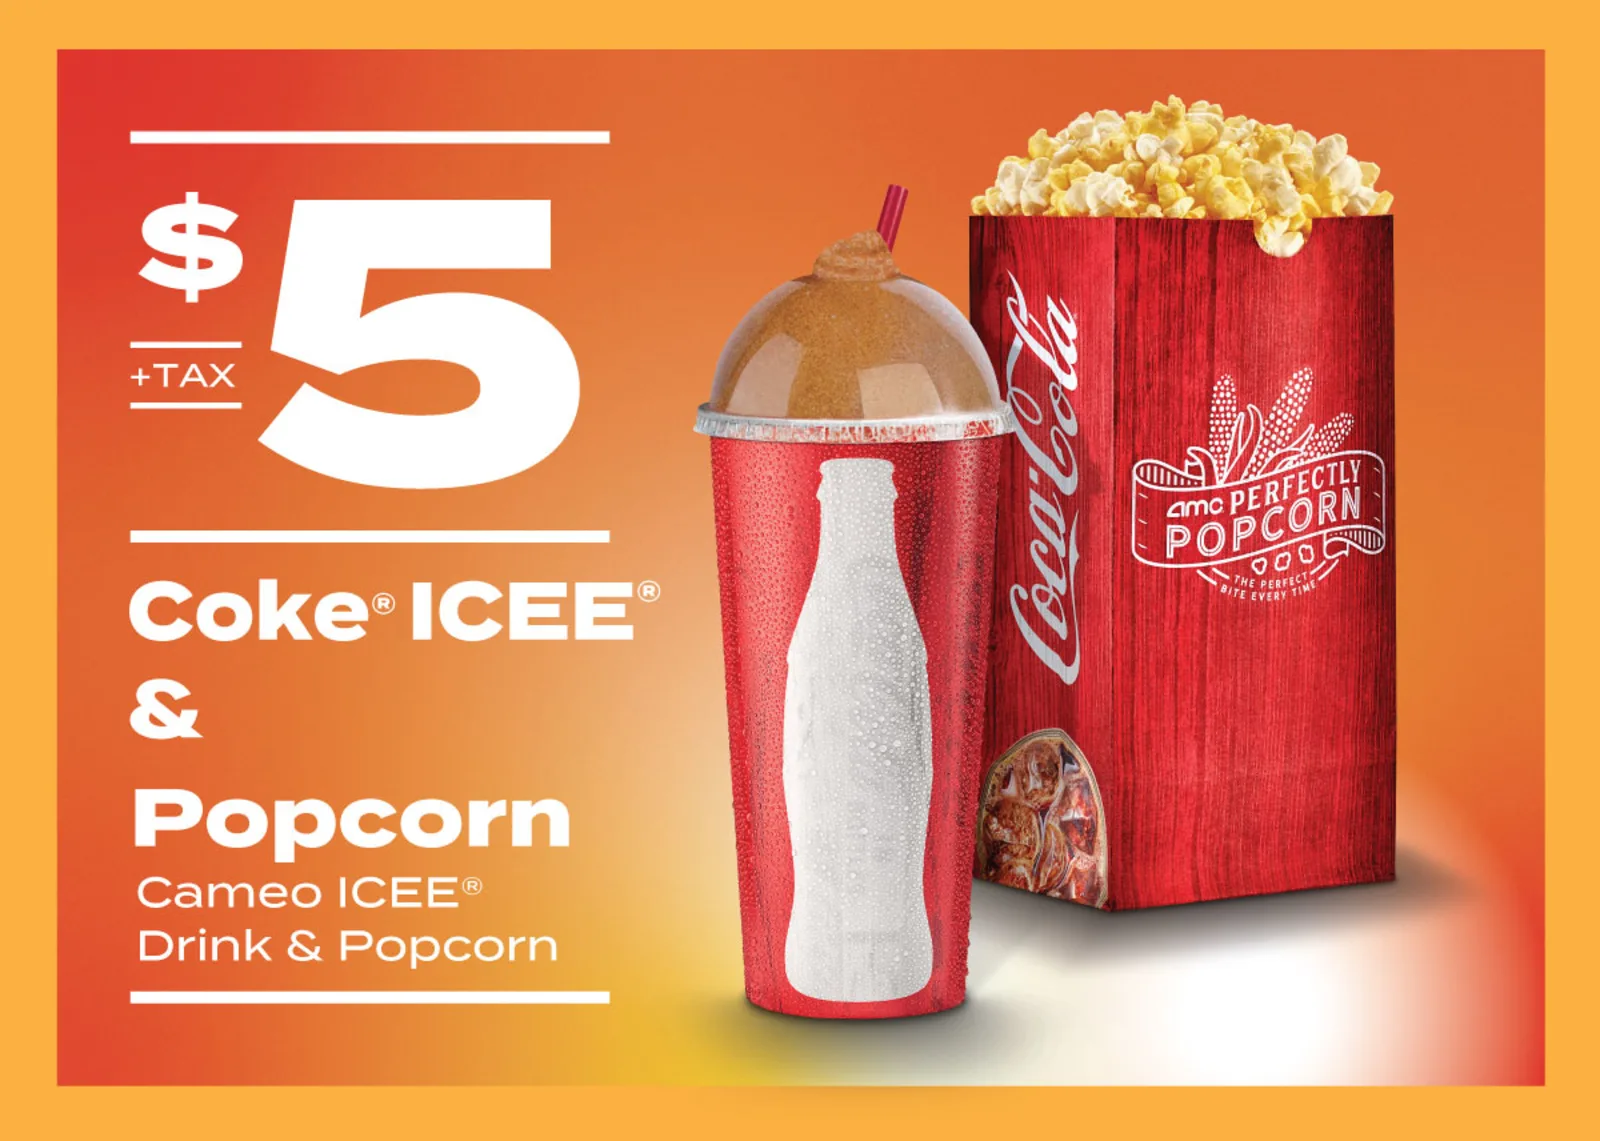 $5
+TAX
Coke® ICEE®
&
Popcorn
Cameo ICEE®
Drink & Popcorn
Coca-Cola
amc PERFECTLY
POPCORN
THE PERFECT
BITE EVERY TIME